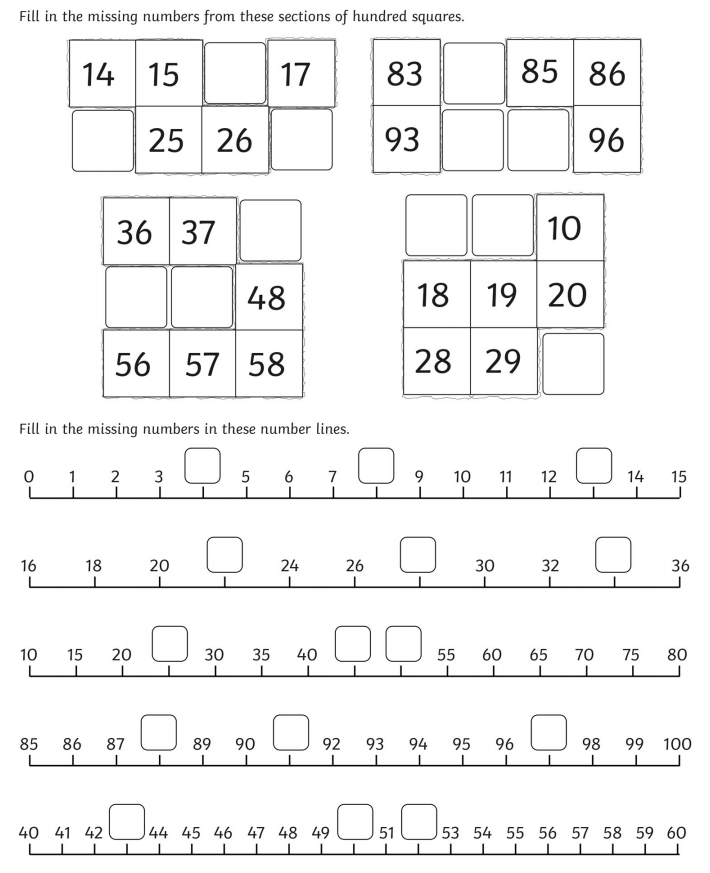 Fill in the missing numbers from these sections of hundred squares.
14 15 17
25 26
83 85 86
93 96
36 37
48
56 57 58
10
18 19 20
28 29
Fill in the missing numbers in these number lines.
0 1 2 3 5 6 7 9 10 11 12 14 15
16 18 20 24 26 30 32 36
10 15 20 30 35 40 55 60 65 70 75 80
85 86 87 89 90 92 93 94 95 96 98 99 100
40 41 42 44 45 46 47 48 49 51 53 54 55 56 57 58 59 60